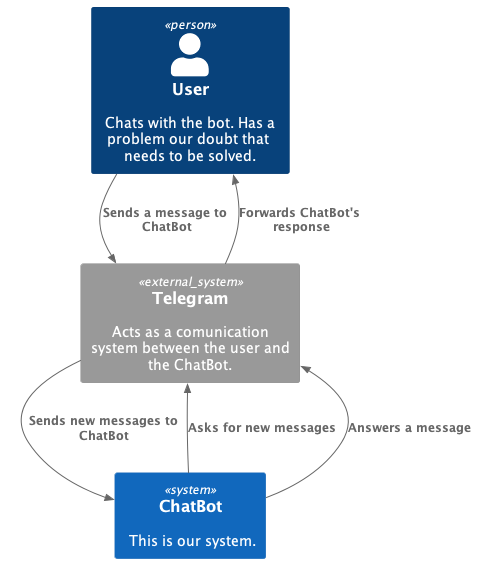 «person»
User
Chats with the bot. Has a
problem our doubt that
needs to be solved.
Sends a message to
ChatBot
Forwards ChatBot's
response
«external_system»
Telegram
Acts as a comunication
system between the user and
the ChatBot.
Sends new messages to
ChatBot
Asks for new messages
Answers a message
«system»
ChatBot
This is our system.